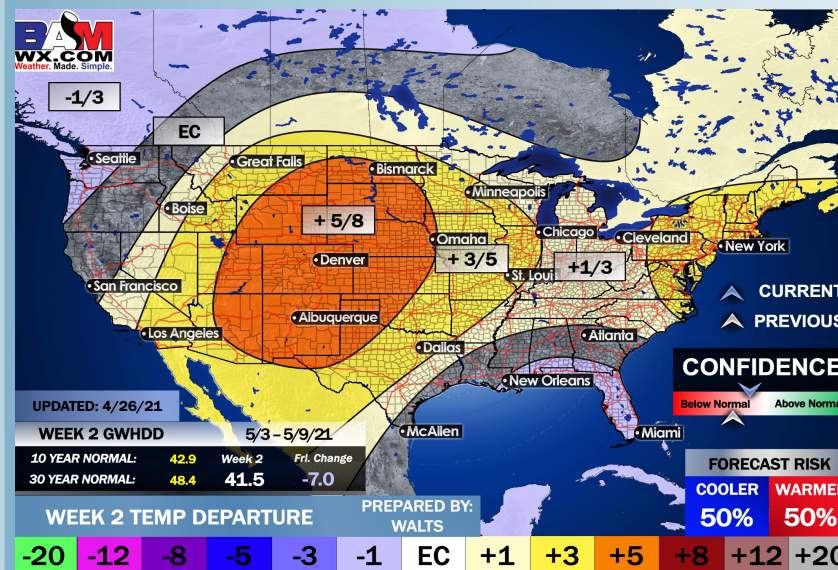 BAM
WX.COM
Weather. Made. Simple.
-1/3
EC
Seattle
Great Falls
Bismarck
Minneapolis
Boise
+ 5/8
Omaha
Chicago
Cleveland
New York
+ 3/5
+1/3
Denver
St. Louis
San Francisco
Albuquerque
Los Angeles
Atlanta
Dallas
New Orleans
McAllen
Miami
CURRENT
PREVIOUS
CONFIDENCE
Below Normal
Above Norma
UPDATED: 4/26/21
WEEK 2 GWHDD 5/3 – 5/9/21
10 YEAR NORMAL: 42.9 Week 2 Fri. Change
30 YEAR NORMAL: 48.4 41.5 -7.0
FORECAST RISK
COOLER WARME
50% 50%
WEEK 2 TEMP DEPARTURE
PREPARED BY:
WALTS
-20 -12 -8 -5 -3 -1 EC +1 +3 +5 +8 +12 +20